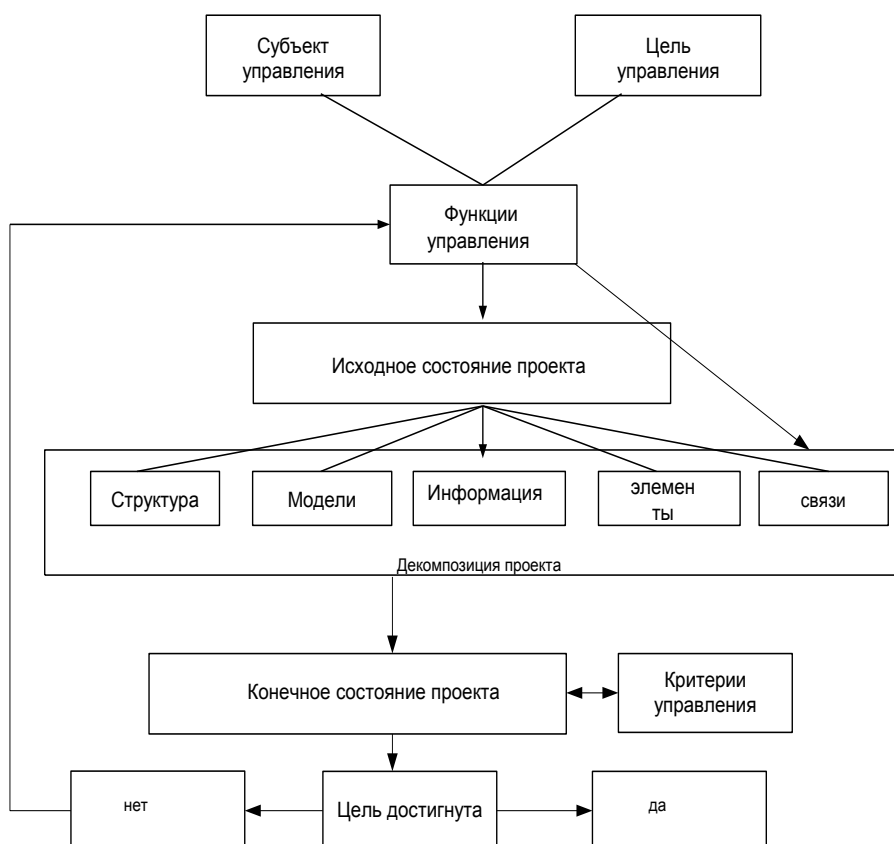 Субъект
управления
Цель
управления
Функции
управления
Исходное состояние проекта
Структура
Модели
Информация
элемен
ты
связи
Декомпозиция проекта
Конечное состояние проекта
Критерии
управления
нет
Цель достигнута
да